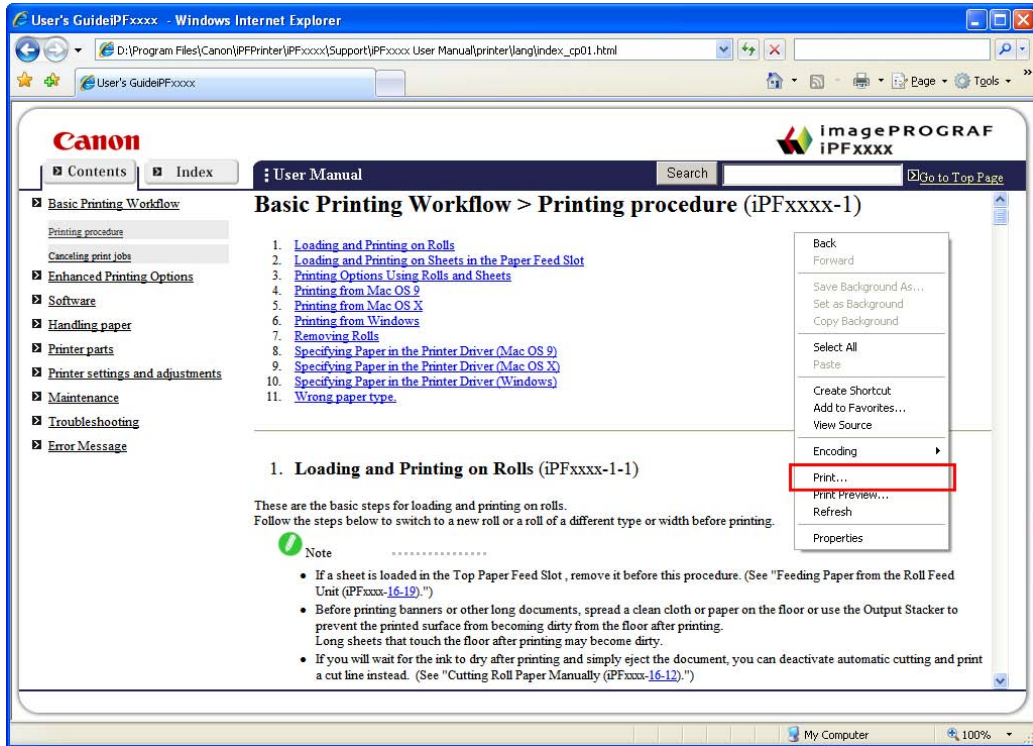 User's GuideiPFxxxx - Windows Internet Explorer
D:\Program Files\Canon\iPFPrinter\iPFxxxx\Support\iPFxxxx User Manual\printer\lang\index_cp01.html
User's GuideiPFxxxx
Page
Tools
»
Canon
imagePROGRAF
iPFxxxx
Contents
Index
User Manual
Search
Go to Top Page
Basic Printing Workflow
Printing procedure
Canceling print jobs
Enhanced Printing Options
Software
Handling paper
Printer parts
Printer settings and adjustments
Maintenance
Troubleshooting
Error Message
Basic Printing Workflow > Printing procedure (iPFxxxx-1)
1. Loading and Printing on Rolls
2. Loading and Printing on Sheets in the Paper Feed Slot
3. Printing Options Using Rolls and Sheets
4. Printing from Mac OS 9
5. Printing from Mac OS X
6. Printing from Windows
7. Removing Rolls
8. Specifying Paper in the Printer Driver (Mac OS 9)
9. Specifying Paper in the Printer Driver (Mac OS X)
10. Specifying Paper in the Printer Driver (Windows)
11. Wrong paper type.
Back
Forward
Save Background As...
Set as Background
Copy Background
Select All
Paste
Create Shortcut
Add to Favorites...
View Source
Encoding
Print...
Print Preview...
Refresh
Properties
1. Loading and Printing on Rolls (iPFxxxx-1-1)
These are the basic steps for loading and printing on rolls.
Follow the steps below to switch to a new roll or a roll of a different type or width before printing.
Note
• If a sheet is loaded in the Top Paper Feed Slot , remove it before this procedure. (See "Feeding Paper from the Roll Feed
Unit (iPFxxxx-16-19).")
• Before printing banners or other long documents, spread a clean cloth or paper on the floor or use the Output Stacker to
prevent the printed surface from becoming dirty from the floor after printing.
Long sheets that touch the floor after printing may become dirty.
• If you will wait for the ink to dry after printing and simply eject the document, you can deactivate automatic cutting and print
a cut line instead. (See "Cutting Roll Paper Manually (iPFxxxx-16-12).")
My Computer
100%